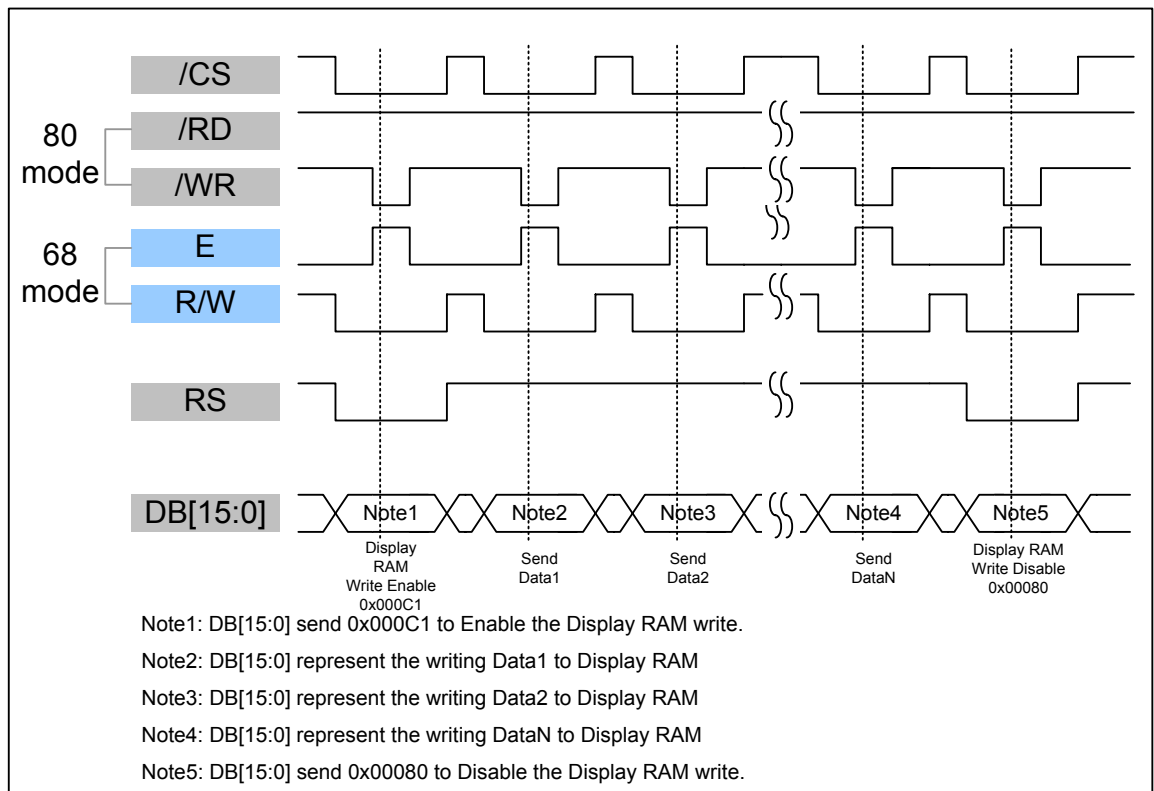 /CS
80
mode
/RD
/WR
68
mode
E
R/W
RS
DB[15:0]
Note1
Note2
Note3
Note4
Note5
Display
RAM
Write Enable
0x000C1
Send
Data1
Send
Data2
Send
DataN
Display RAM
Write Disable
0x00080
Note1: DB[15:0] send 0x000C1 to Enable the Display RAM write.
Note2: DB[15:0] represent the writing Data1 to Display RAM
Note3: DB[15:0] represent the writing Data2 to Display RAM
Note4: DB[15:0] represent the writing DataN to Display RAM
Note5: DB[15:0] send 0x00080 to Disable the Display RAM write.